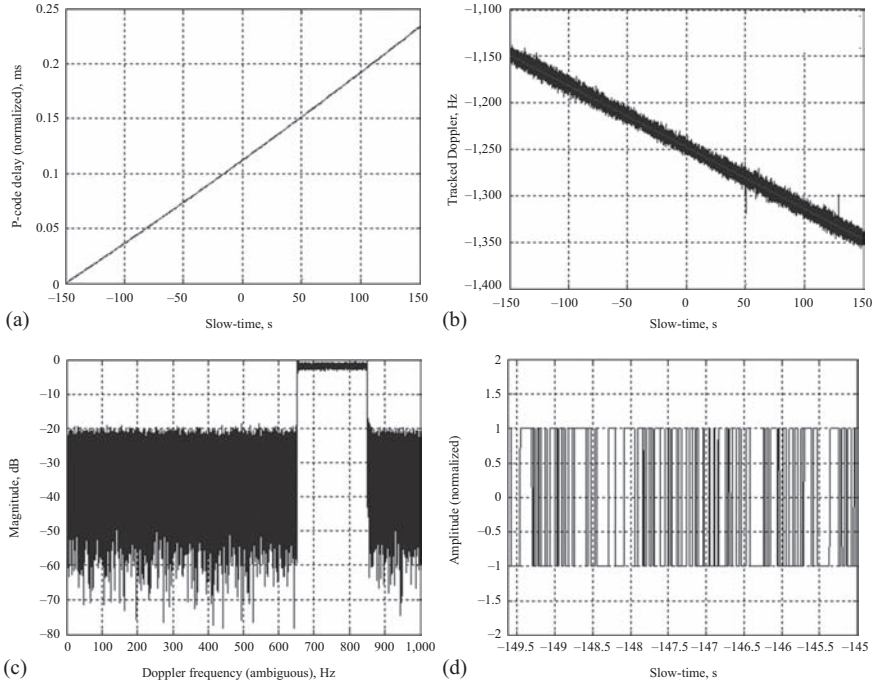 0.25
0.2
0.15
0.1
0.05
0
P-code delay (normalized), ms
−150 −100 −50 0 50 100 150
Slow-time, s
(a)
−1,100
−1,150
−1,200
−1,250
−1,300
−1,350
−1,400
Tracked Doppler, Hz
−150 −100 −50 0 50 100 150
Slow-time, s
(b)
0
−10
−20
−30
−40
−50
−60
−70
−80
Magnitude, dB
0 100 200 300 400 500 600 700 800 900 1,000
Doppler frequency (ambiguous), Hz
(c)
2
1.5
1
0.5
0
−0.5
−1
−1.5
−2
Amplitude (normalized)
−149.5 −149 −148.5 −148 −147.5 −147 −146.5 −146 −145.5 −145
Slow-time, s
(d)